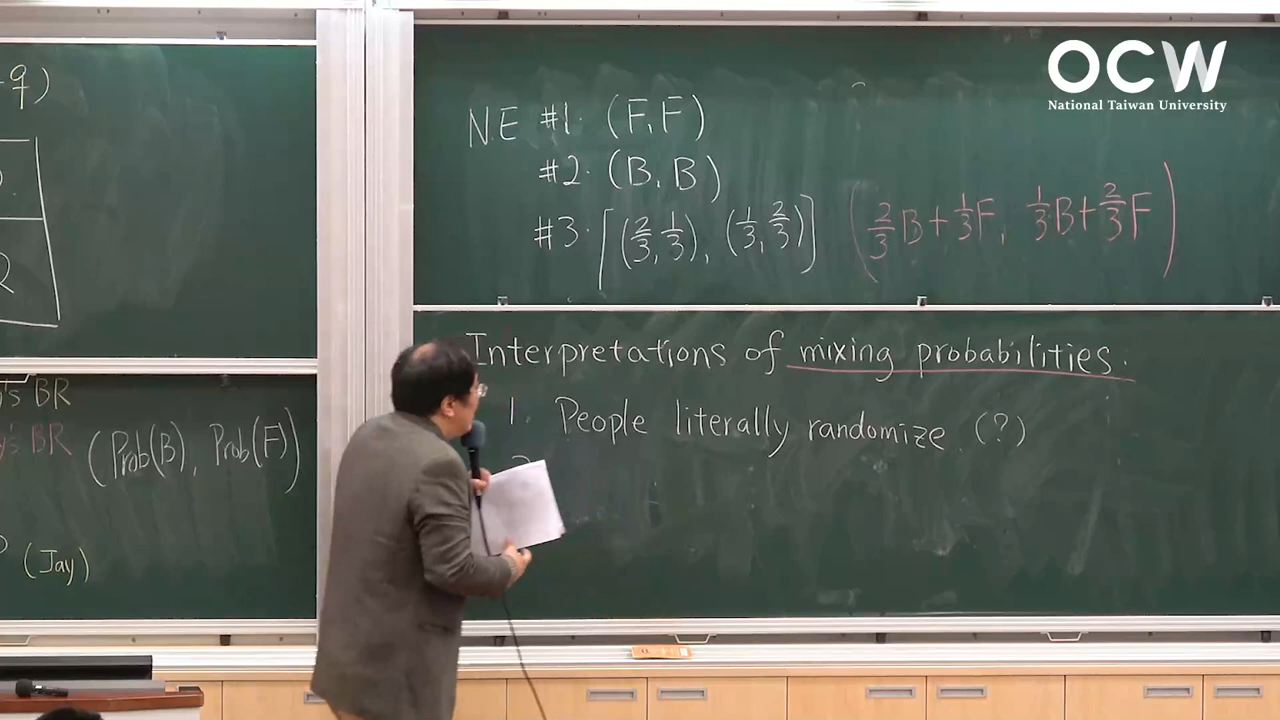 OCW
National Taiwan University
q)
2
's BR
y's BR (Prob(B), Prob(F))
(Jay)
N.E #1. (F, F)
#2. (B, B)
#3. [(2/3, 1/3), (1/3, 2/3)] (2/3 B + 1/3 F, 1/3 B + 2/3 F)
Interpretations of mixing probabilities.
1. People literally randomize (?)